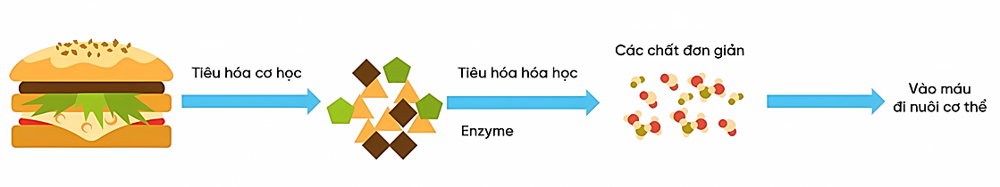 Tiêu hóa cơ học
Tiêu hóa hóa học
Enzyme
Các chất đơn giản
Vào máu
đi nuôi cơ thể